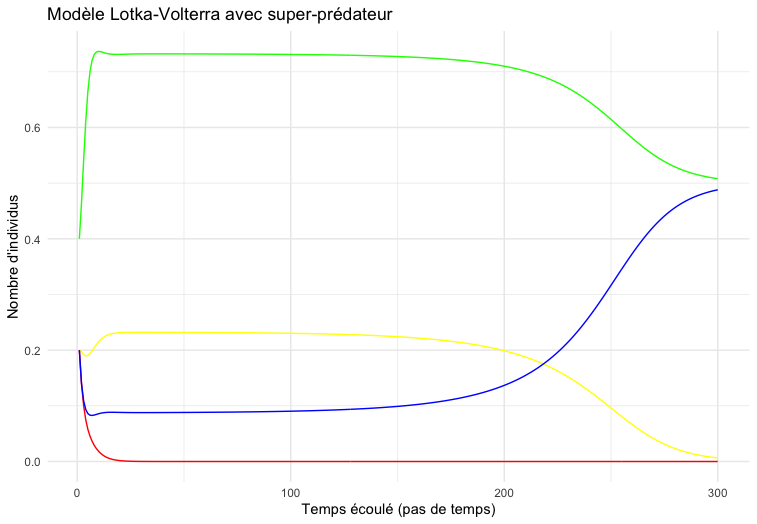 Modèle Lotka-Volterra avec super-prédateur
Nombre d'individus
0.6
0.4
0.2
0.0
0
100
200
300
Temps écoulé (pas de temps)